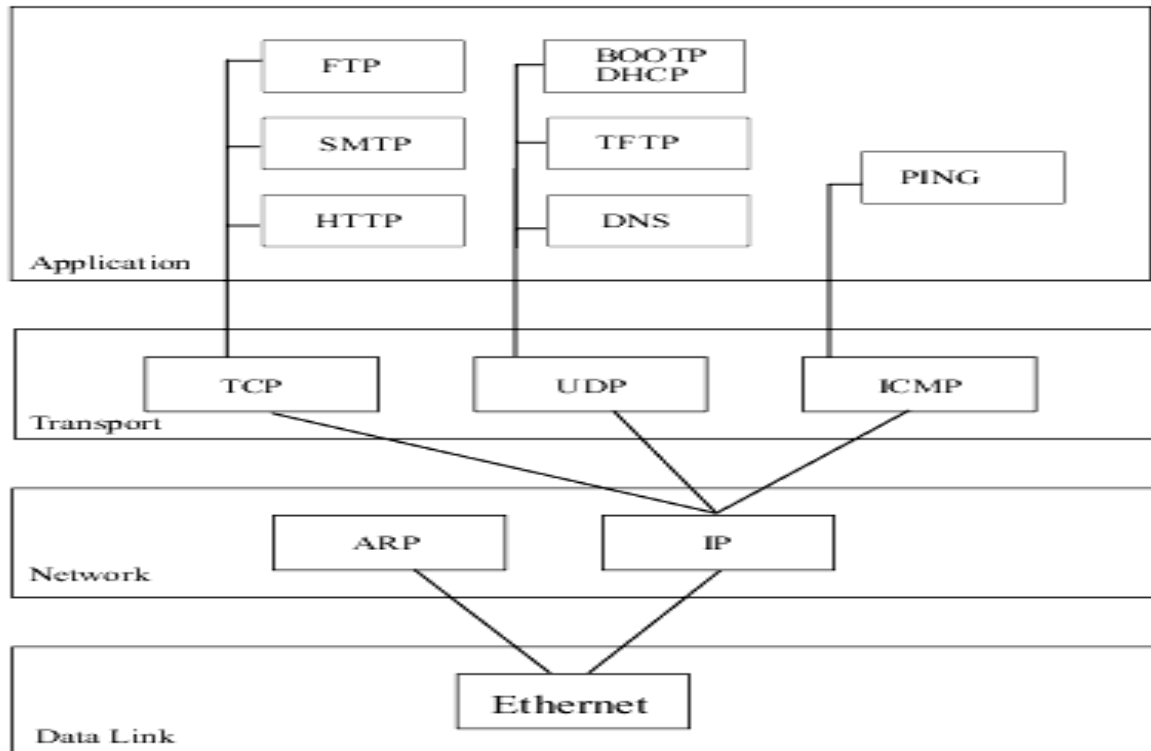 FTP
BOOTP
DHCP
SMTP
TFTP
PING
HTTP
DNS
Application
TCP
UDP
ICMP
Transport
ARP
IP
Network
Ethernet
Data Link